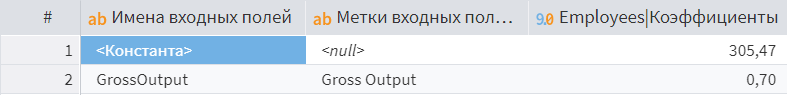 # ab Имена входных полей ab Метки входных пол... 9.0 Employees|Коэффициенты
1 <Константа> <null> 305,47
2 GrossOutput Gross Output 0,70